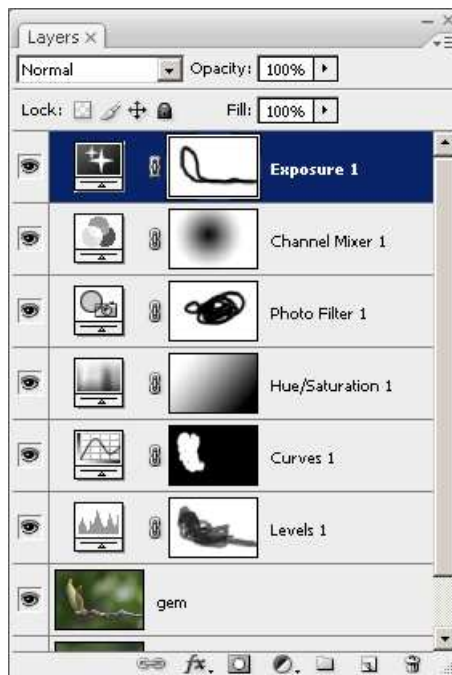 Layers ×
Normal Opacity: 100%
Lock: Fill: 100%
Exposure 1
Channel Mixer 1
Photo Filter 1
Hue/Saturation 1
Curves 1
Levels 1
gem
fx.